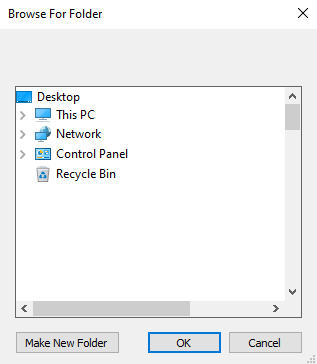 Browse For Folder
Desktop
This PC
Network
Control Panel
Recycle Bin
Make New Folder
OK
Cancel